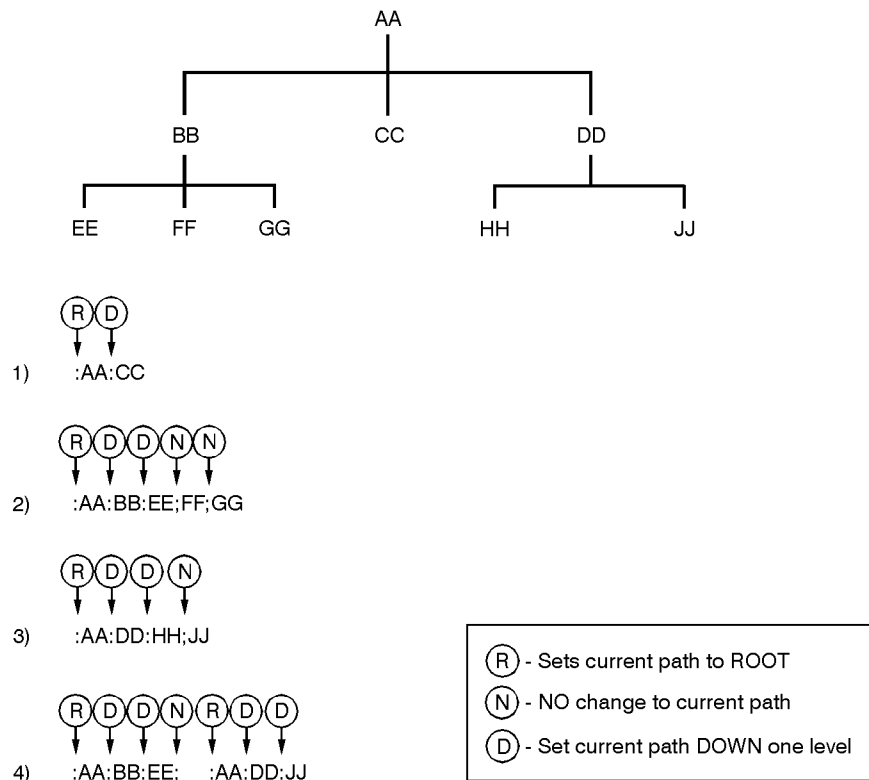 AA
BB CC DD
EE FF GG HH JJ
R D
1) :AA:CC
R D D N N
2) :AA:BB:EE;FF;GG
R D D N
3) :AA:DD:HH;JJ
R D D N R D D
4) :AA:BB:EE: :AA:DD:JJ
R - Sets current path to ROOT
N - NO change to current path
D - Set current path DOWN one level